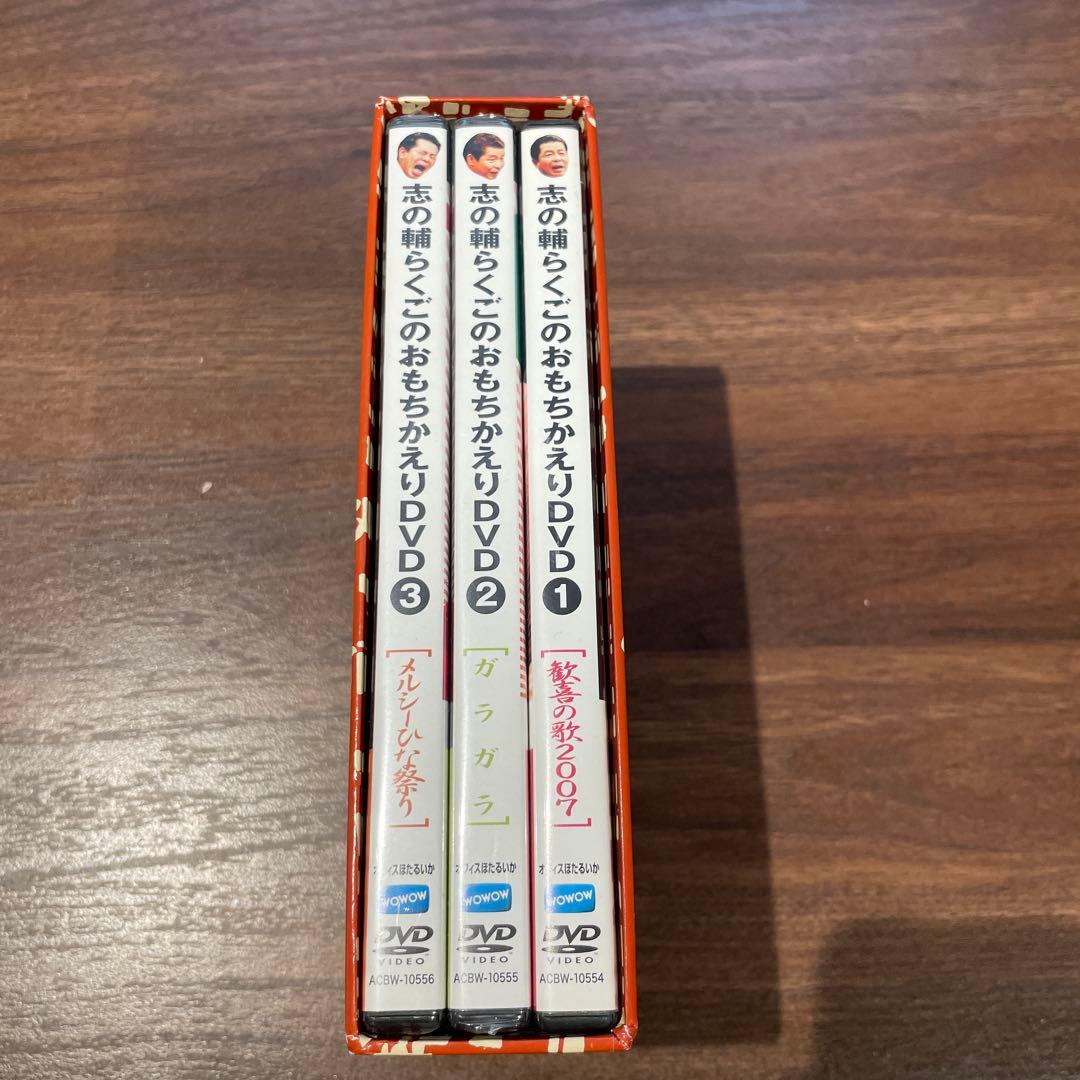 志の輔らくごのおもちかえりDVD1
歓喜の歌2007
オフィスほたるいか
WOWOW
DVD
VIDEO
ACBW-10554
志の輔らくごのおもちかえりDVD2
ガラガラ
オフィスほたるいか
WOWOW
DVD
VIDEO
ACBW-10555
志の輔らくごのおもちかえりDVD3
メルシーひな祭り
オフィスほたるいか
WOWOW
DVD
VIDEO
ACBW-10556